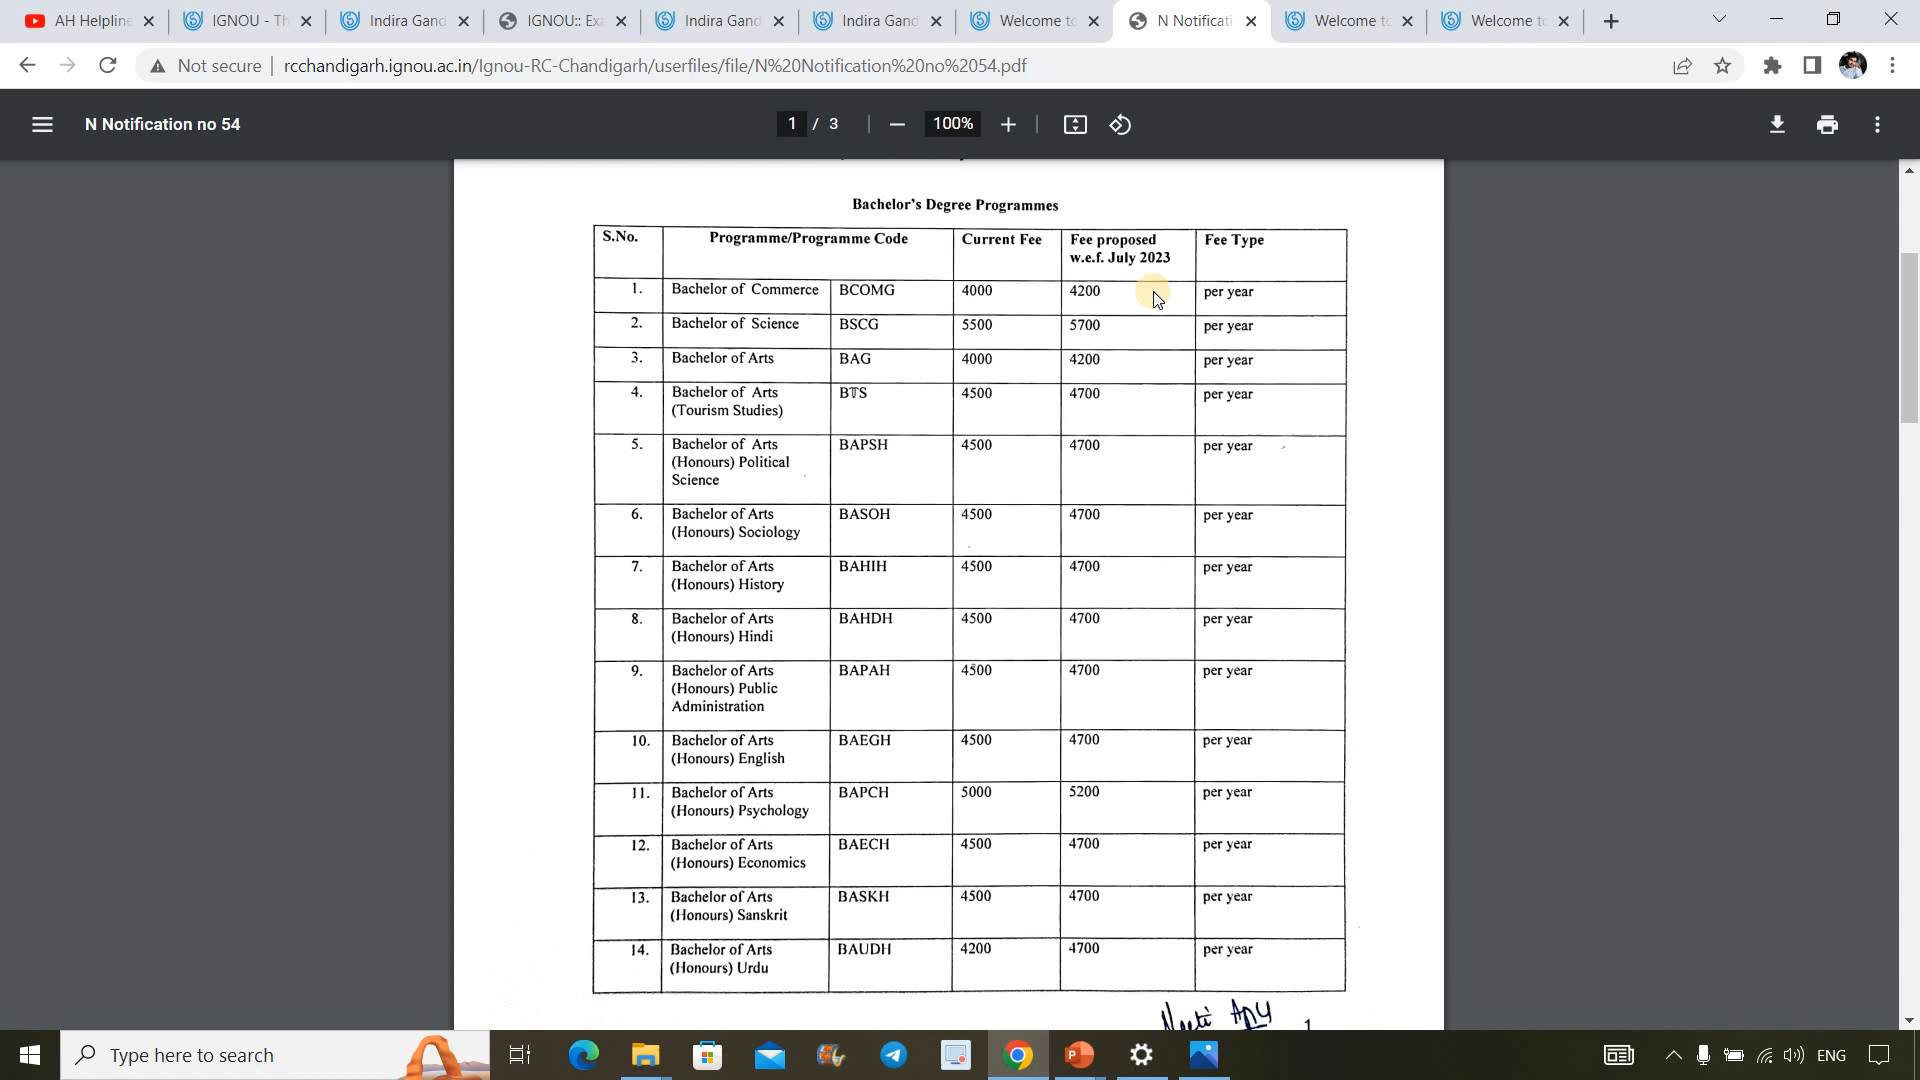 AH Helpline
IGNOU - Th
Indira Gand
IGNOU:: Exa
Indira Gand
Indira Gand
Welcome to
N Notificati
Welcome to
Welcome to
Not secure
rcchandigarh.ignou.ac.in/Ignou-RC-Chandigarh/userfiles/file/N%20Notification%20no%2054.pdf
N Notification no 54
1 / 3
100%
Bachelor's Degree Programmes
S.No. Programme/Programme Code Current Fee Fee proposed w.e.f. July 2023 Fee Type
1. Bachelor of Commerce BCOMG 4000 4200 per year
2. Bachelor of Science BSCG 5500 5700 per year
3. Bachelor of Arts BAG 4000 4200 per year
4. Bachelor of Arts (Tourism Studies) BTS 4500 4700 per year
5. Bachelor of Arts (Honours) Political Science BAPSH 4500 4700 per year
6. Bachelor of Arts (Honours) Sociology BASOH 4500 4700 per year
7. Bachelor of Arts (Honours) History BAHIH 4500 4700 per year
8. Bachelor of Arts (Honours) Hindi BAHDH 4500 4700 per year
9. Bachelor of Arts (Honours) Public Administration BAPAH 4500 4700 per year
10. Bachelor of Arts (Honours) English BAEGH 4500 4700 per year
11. Bachelor of Arts (Honours) Psychology BAPCH 5000 5200 per year
12. Bachelor of Arts (Honours) Economics BAECH 4500 4700 per year
13. Bachelor of Arts (Honours) Sanskrit BASKH 4500 4700 per year
14. Bachelor of Arts (Honours) Urdu BAUDH 4200 4700 per year
1
Type here to search
ENG